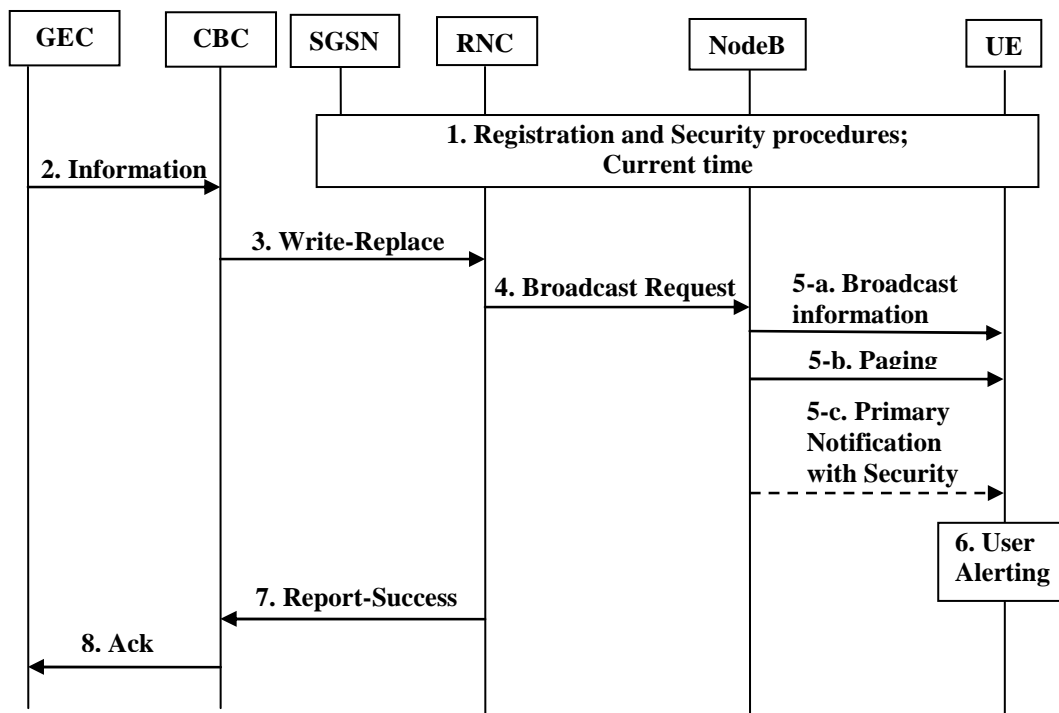 GEC
CBC
SGSN
RNC
NodeB
UE
1. Registration and Security procedures;
Current time
2. Information
3. Write-Replace
4. Broadcast Request
5-a. Broadcast
information
5-b. Paging
5-c. Primary
Notification
with Security
6. User
Alerting
7. Report-Success
8. Ack